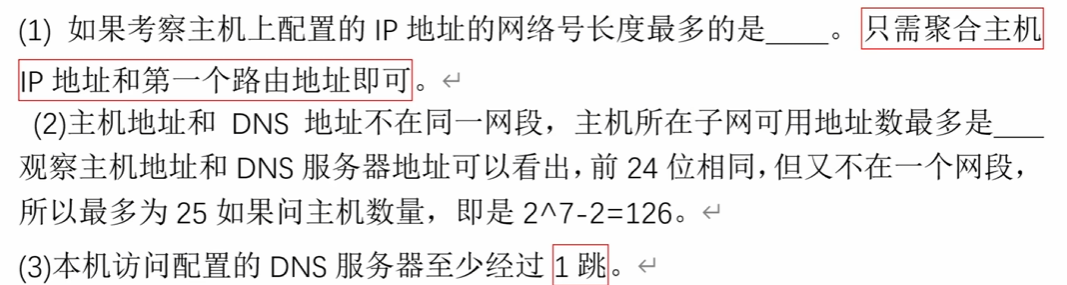 (1) 如果考察主机上配置的 IP 地址的网络号长度最多的是____。只需聚合主机
IP 地址和第一个路由地址即可。↵
(2)主机地址和 DNS 地址不在同一网段，主机所在子网可用地址数最多是___
观察主机地址和 DNS 服务器地址可以看出，前 24 位相同，但又不在一个网段，
所以最多为 25 如果问主机数量，即是 2^7-2=126。↵
(3)本机访问配置的 DNS 服务器至少经过 1 跳。↵